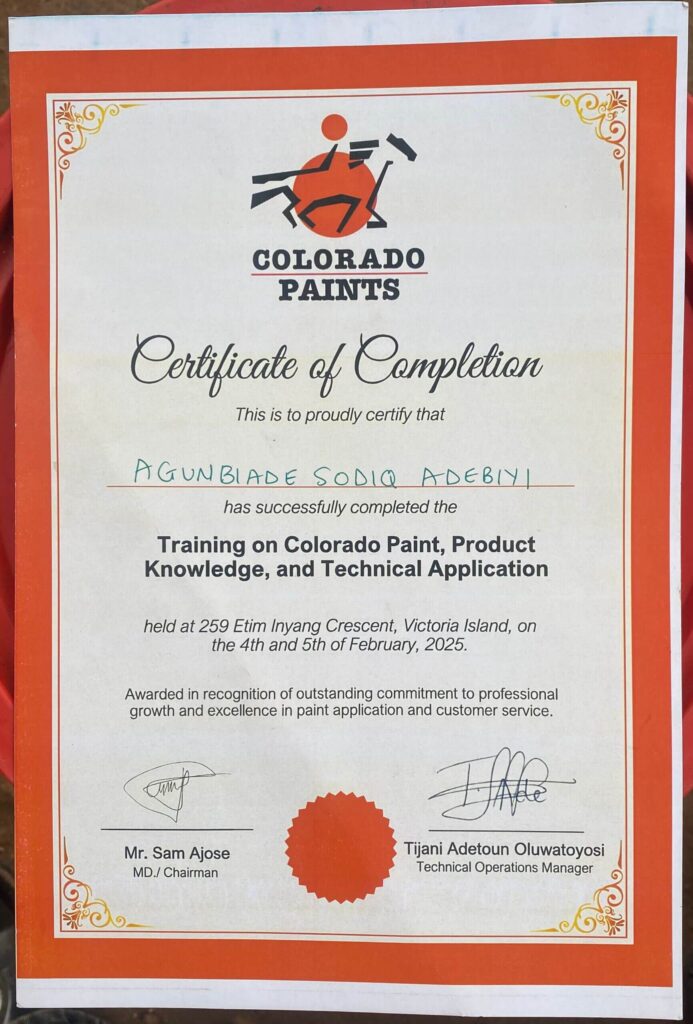 COLORADO
PAINTS
Certificate of Completion
This is to proudly certify that
AGUNBIADE SODIQ ADEBIYI
has successfully completed the
Training on Colorado Paint, Product
Knowledge, and Technical Application
held at 259 Etim Inyang Crescent, Victoria Island, on
the 4th and 5th of February, 2025.
Awarded in recognition of outstanding commitment to professional
growth and excellence in paint application and customer service.
Mr. Sam Ajose
MD./ Chairman
Tijani Adetoun Oluwatoyosi
Technical Operations Manager